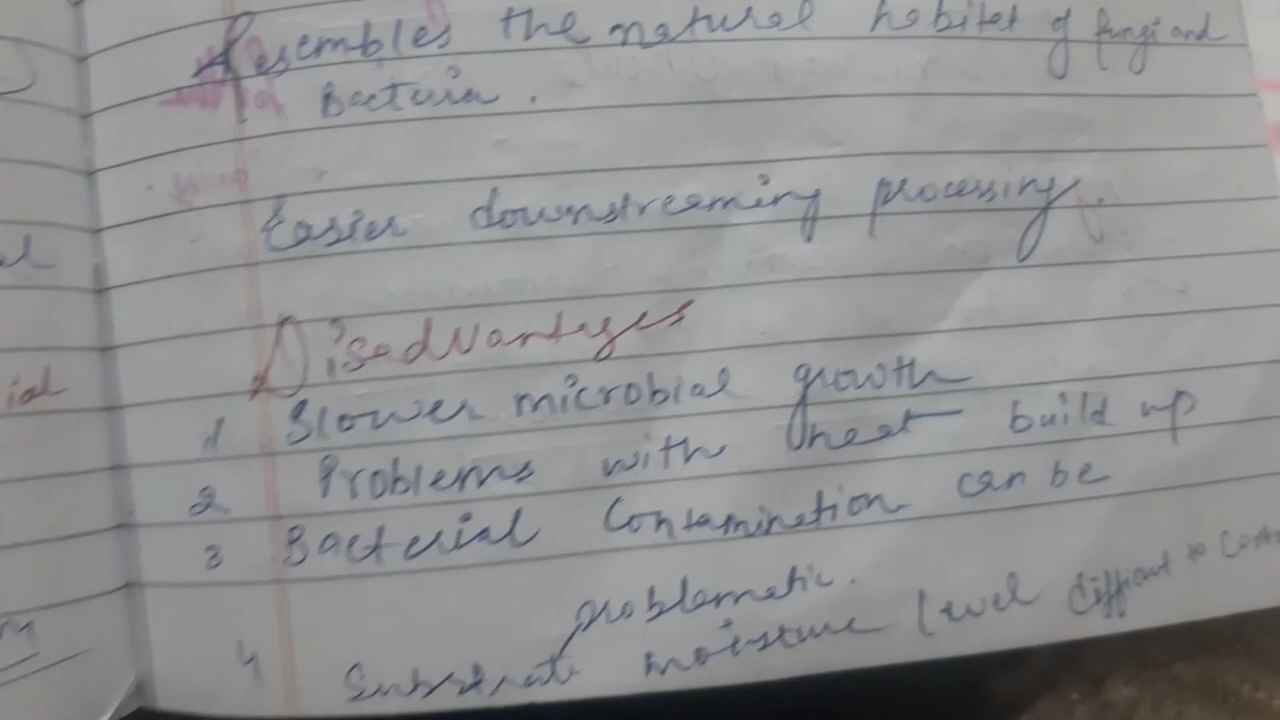 Resembles the natural habitat of fungi and
Bacteria.
Easier downstreaming processing
Disadvantages
1 Slower microbial growth
2 Problems with heat build up
3 Bacterial Contamination can be
problematic.
4 Substrate moisture level difficult to